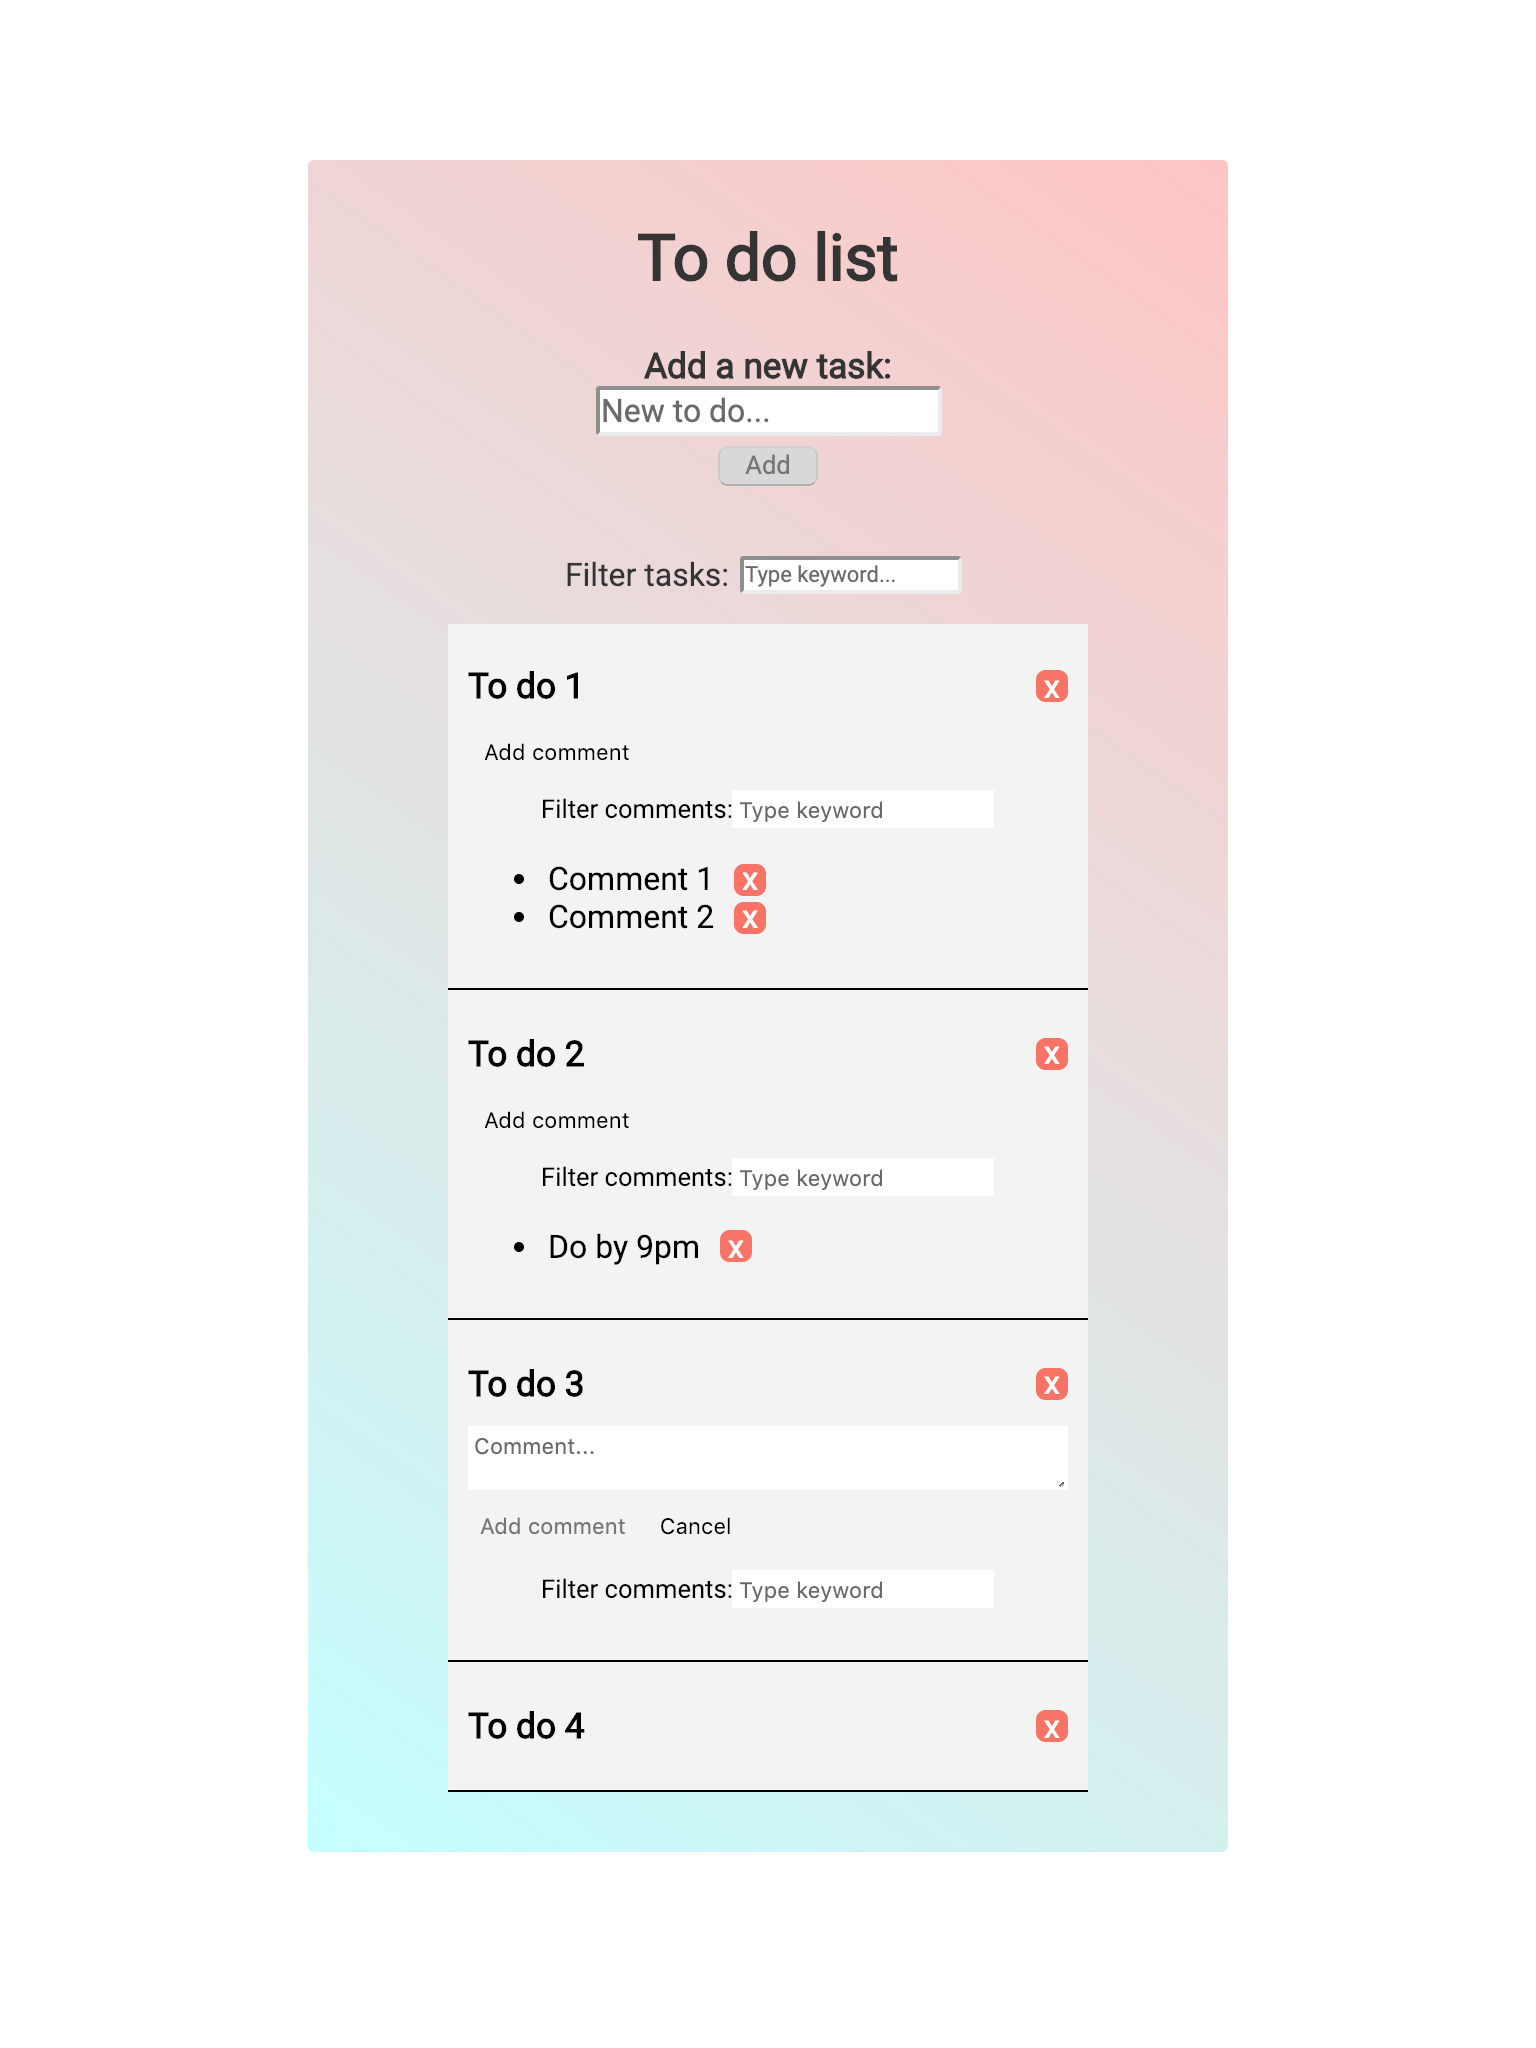 To do list
Add a new task:
New to do...
Add
Filter tasks: Type keyword...
To do 1 x
Add comment
Filter comments: Type keyword
• Comment 1 x
• Comment 2 x
To do 2 x
Add comment
Filter comments: Type keyword
• Do by 9pm x
To do 3 x
Comment...
Add comment Cancel
Filter comments: Type keyword
To do 4 x